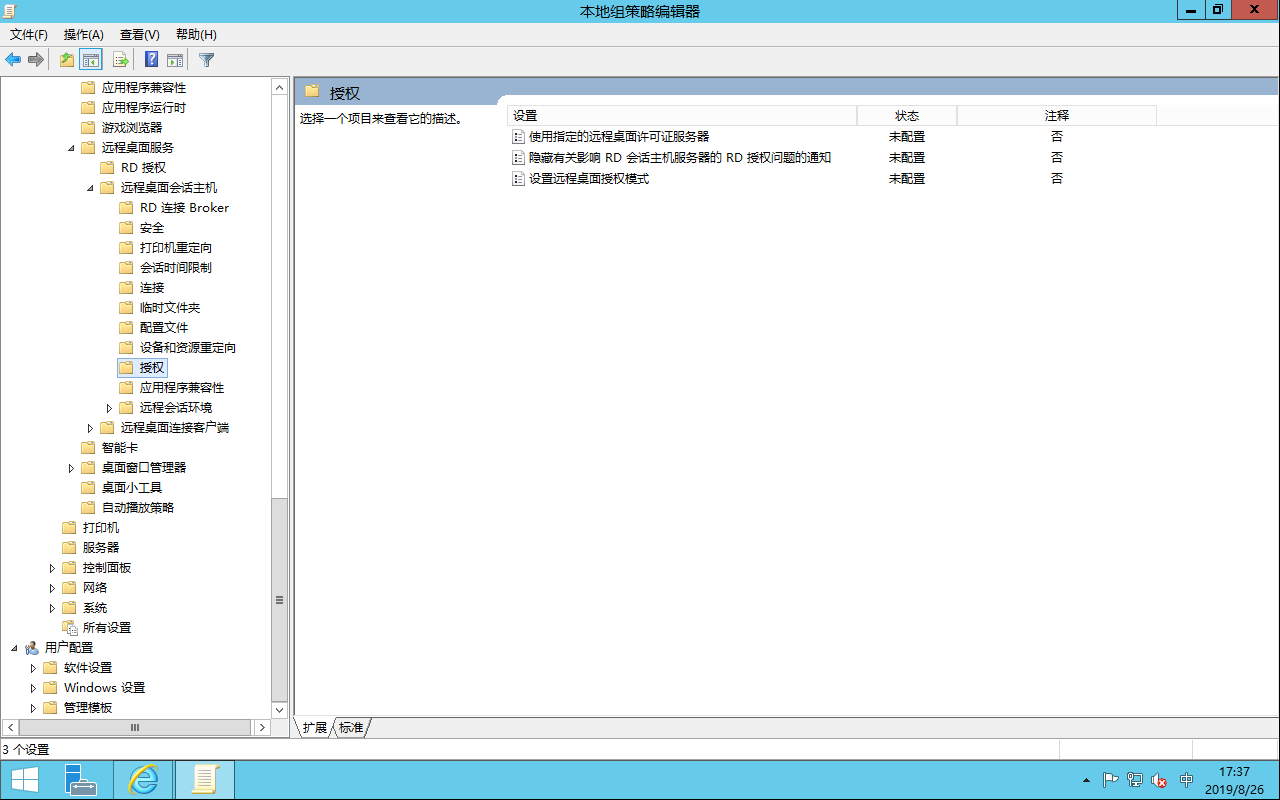 本地组策略编辑器
文件(F) 操作(A) 查看(V) 帮助(H)
应用程序兼容性
应用程序运行时
游戏浏览器
远程桌面服务
RD 授权
远程桌面会话主机
RD 连接 Broker
安全
打印机重定向
会话时间限制
连接
临时文件夹
配置文件
设备和资源重定向
授权
应用程序兼容性
远程会话环境
远程桌面连接客户端
智能卡
桌面窗口管理器
桌面小工具
自动播放策略
打印机
服务器
控制面板
网络
系统
所有设置
用户配置
软件设置
Windows 设置
管理模板
授权
选择一个项目来查看它的描述。
设置 状态 注释
使用指定的远程桌面许可证服务器 未配置 否
隐藏有关影响 RD 会话主机服务器的 RD 授权问题的通知 未配置 否
设置远程桌面授权模式 未配置 否
扩展 标准
3 个设置
中
17:37
2019/8/26